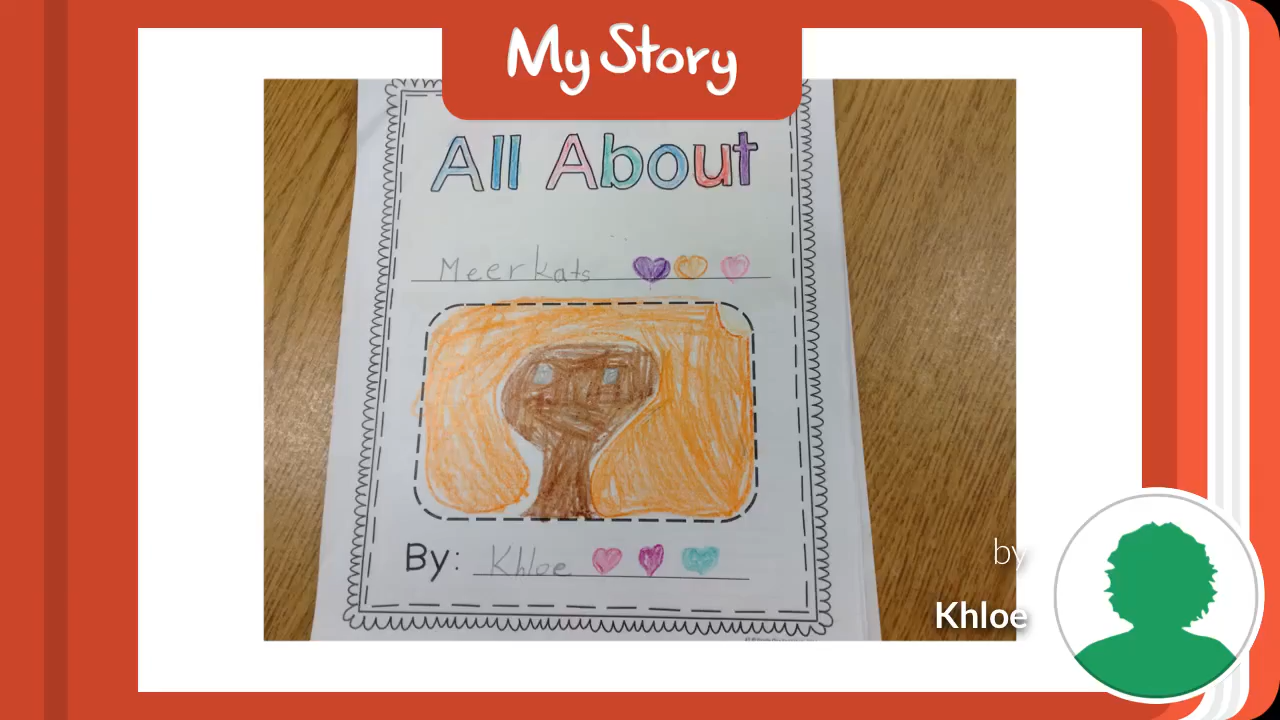 My Story
All About
Meerkats
By: Khloe
by
Khloe